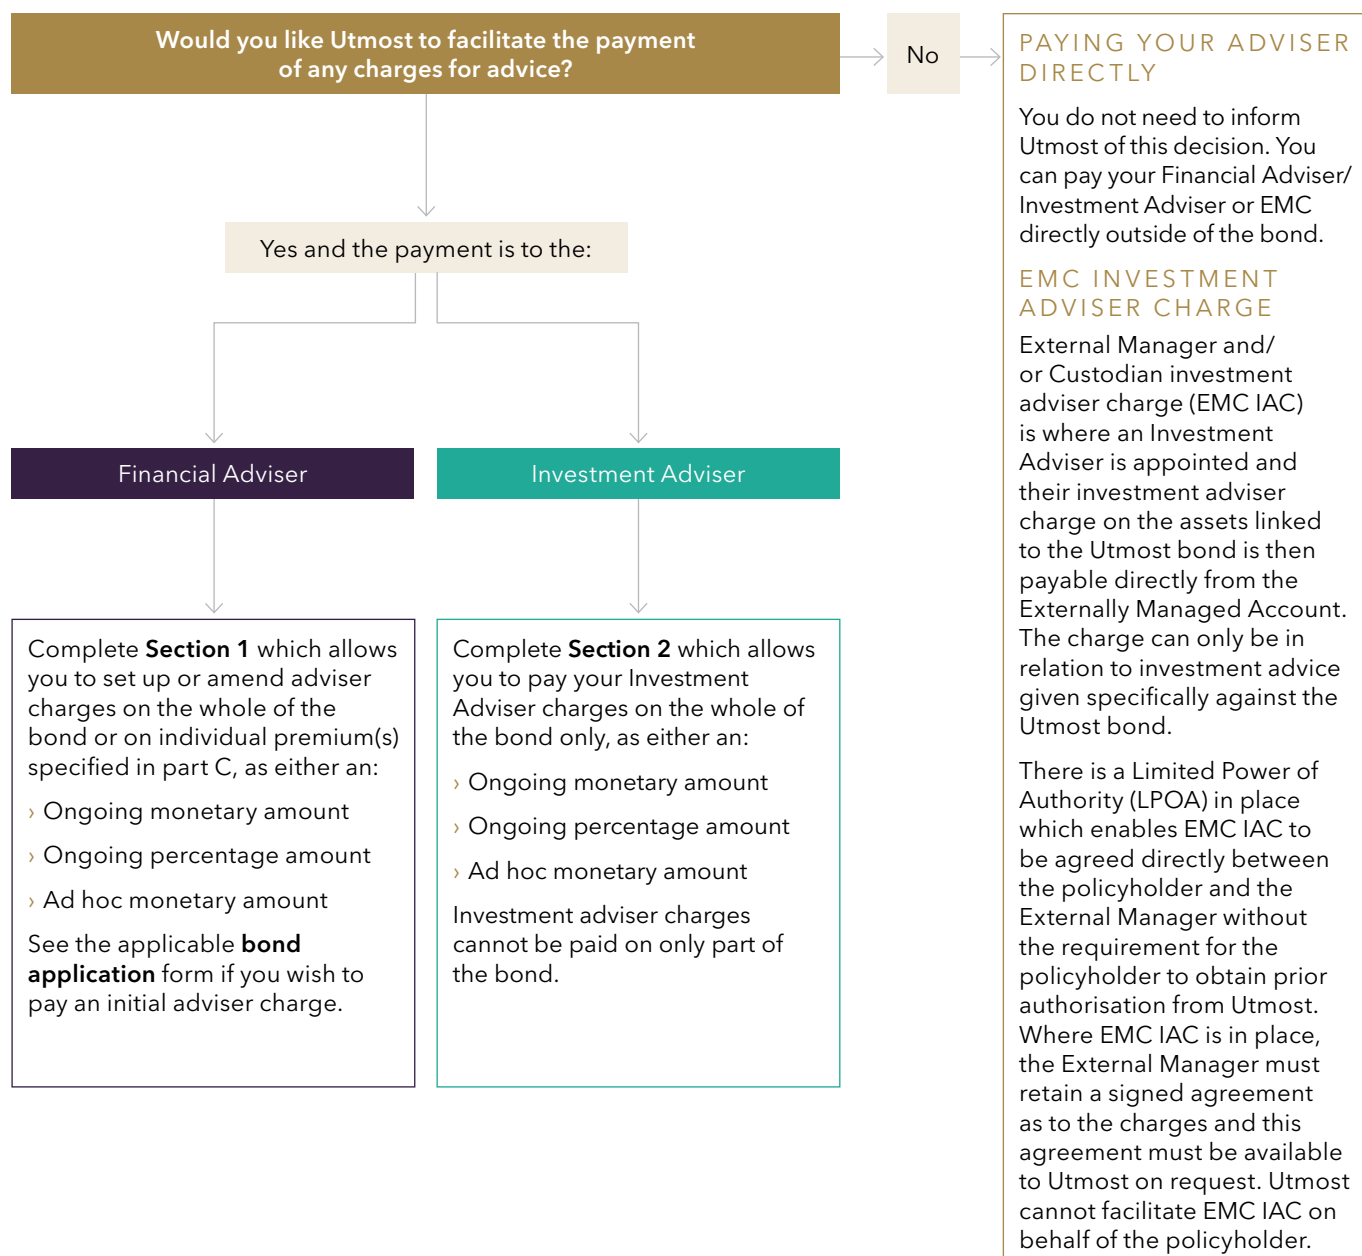 Would you like Utmost to facilitate the payment
of any charges for advice?
No
Yes and the payment is to the:
Financial Adviser
Investment Adviser
Complete Section 1 which allows
you to set up or amend adviser
charges on the whole of the
bond or on individual premium(s)
specified in part C, as either an:
› Ongoing monetary amount
› Ongoing percentage amount
› Ad hoc monetary amount
See the applicable bond
application form if you wish to
pay an initial adviser charge.
Complete Section 2 which allows
you to pay your Investment
Adviser charges on the whole of
the bond only, as either an:
› Ongoing monetary amount
› Ongoing percentage amount
› Ad hoc monetary amount
Investment adviser charges
cannot be paid on only part of
the bond.
PAYING YOUR ADVISER
DIRECTLY
You do not need to inform
Utmost of this decision. You
can pay your Financial Adviser/
Investment Adviser or EMC
directly outside of the bond.
EMC INVESTMENT
ADVISER CHARGE
External Manager and/
or Custodian investment
adviser charge (EMC IAC)
is where an Investment
Adviser is appointed and
their investment adviser
charge on the assets linked
to the Utmost bond is then
payable directly from the
Externally Managed Account.
The charge can only be in
relation to investment advice
given specifically against the
Utmost bond.
There is a Limited Power of
Authority (LPOA) in place
which enables EMC IAC to
be agreed directly between
the policyholder and the
External Manager without
the requirement for the
policyholder to obtain prior
authorisation from Utmost.
Where EMC IAC is in place,
the External Manager must
retain a signed agreement
as to the charges and this
agreement must be available
to Utmost on request. Utmost
cannot facilitate EMC IAC on
behalf of the policyholder.